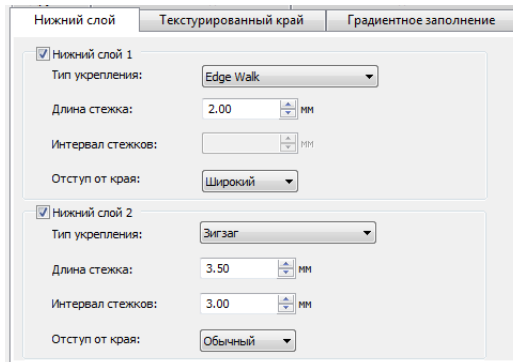 Нижний слой Текстурированный край Градиентное заполнение
Нижний слой 1
Тип укрепления: Edge Walk
Длина стежка: 2.00 мм
Интервал стежков: мм
Отступ от края: Широкий
Нижний слой 2
Тип укрепления: Зигзаг
Длина стежка: 3.50 мм
Интервал стежков: 3.00 мм
Отступ от края: Обычный